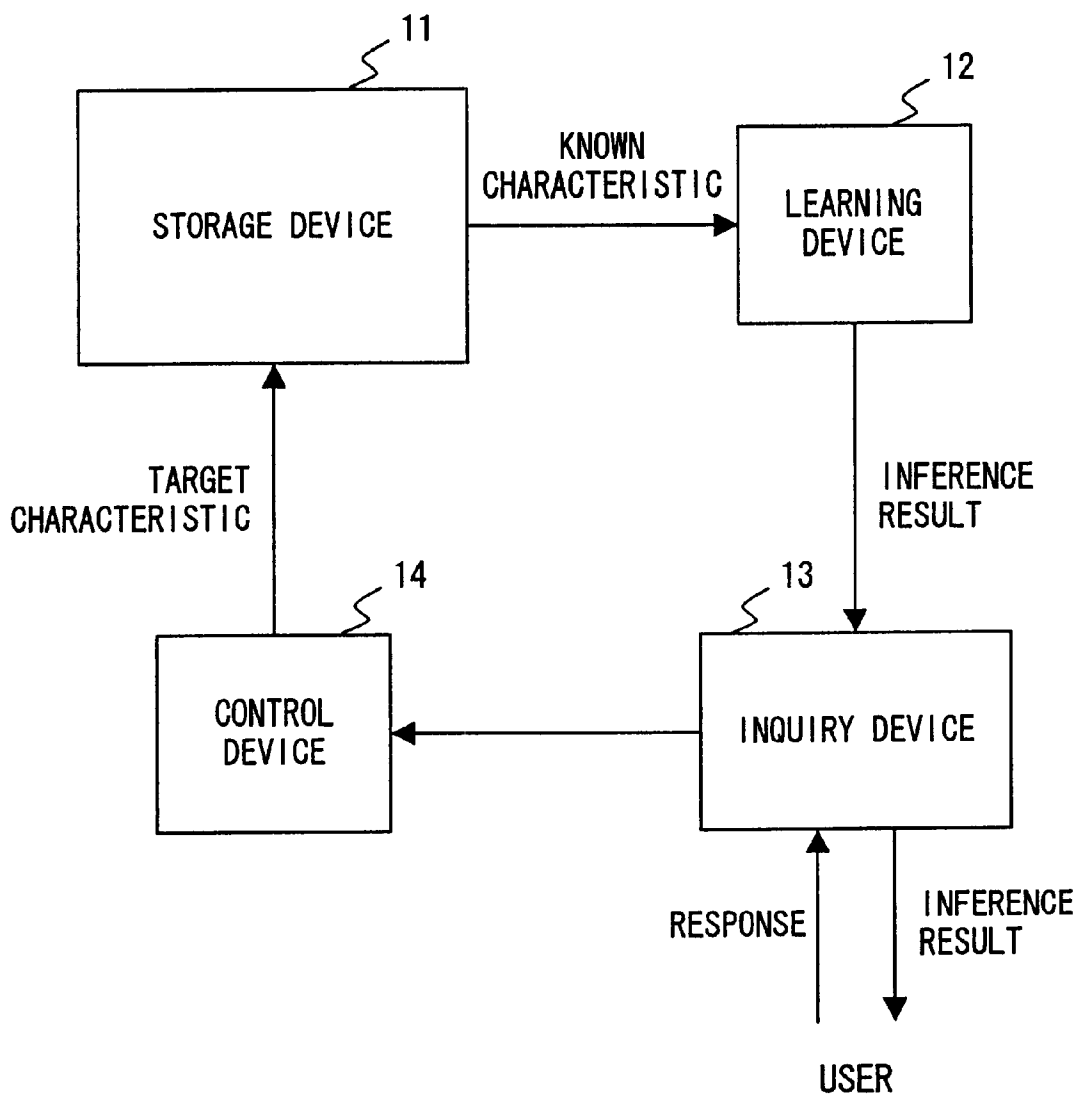 11
12
KNOWN
CHARACTERISTIC
STORAGE DEVICE
LEARNING
DEVICE
TARGET
CHARACTERISTIC
INFERENCE
RESULT
14
13
CONTROL
DEVICE
INQUIRY DEVICE
RESPONSE
INFERENCE
RESULT
USER